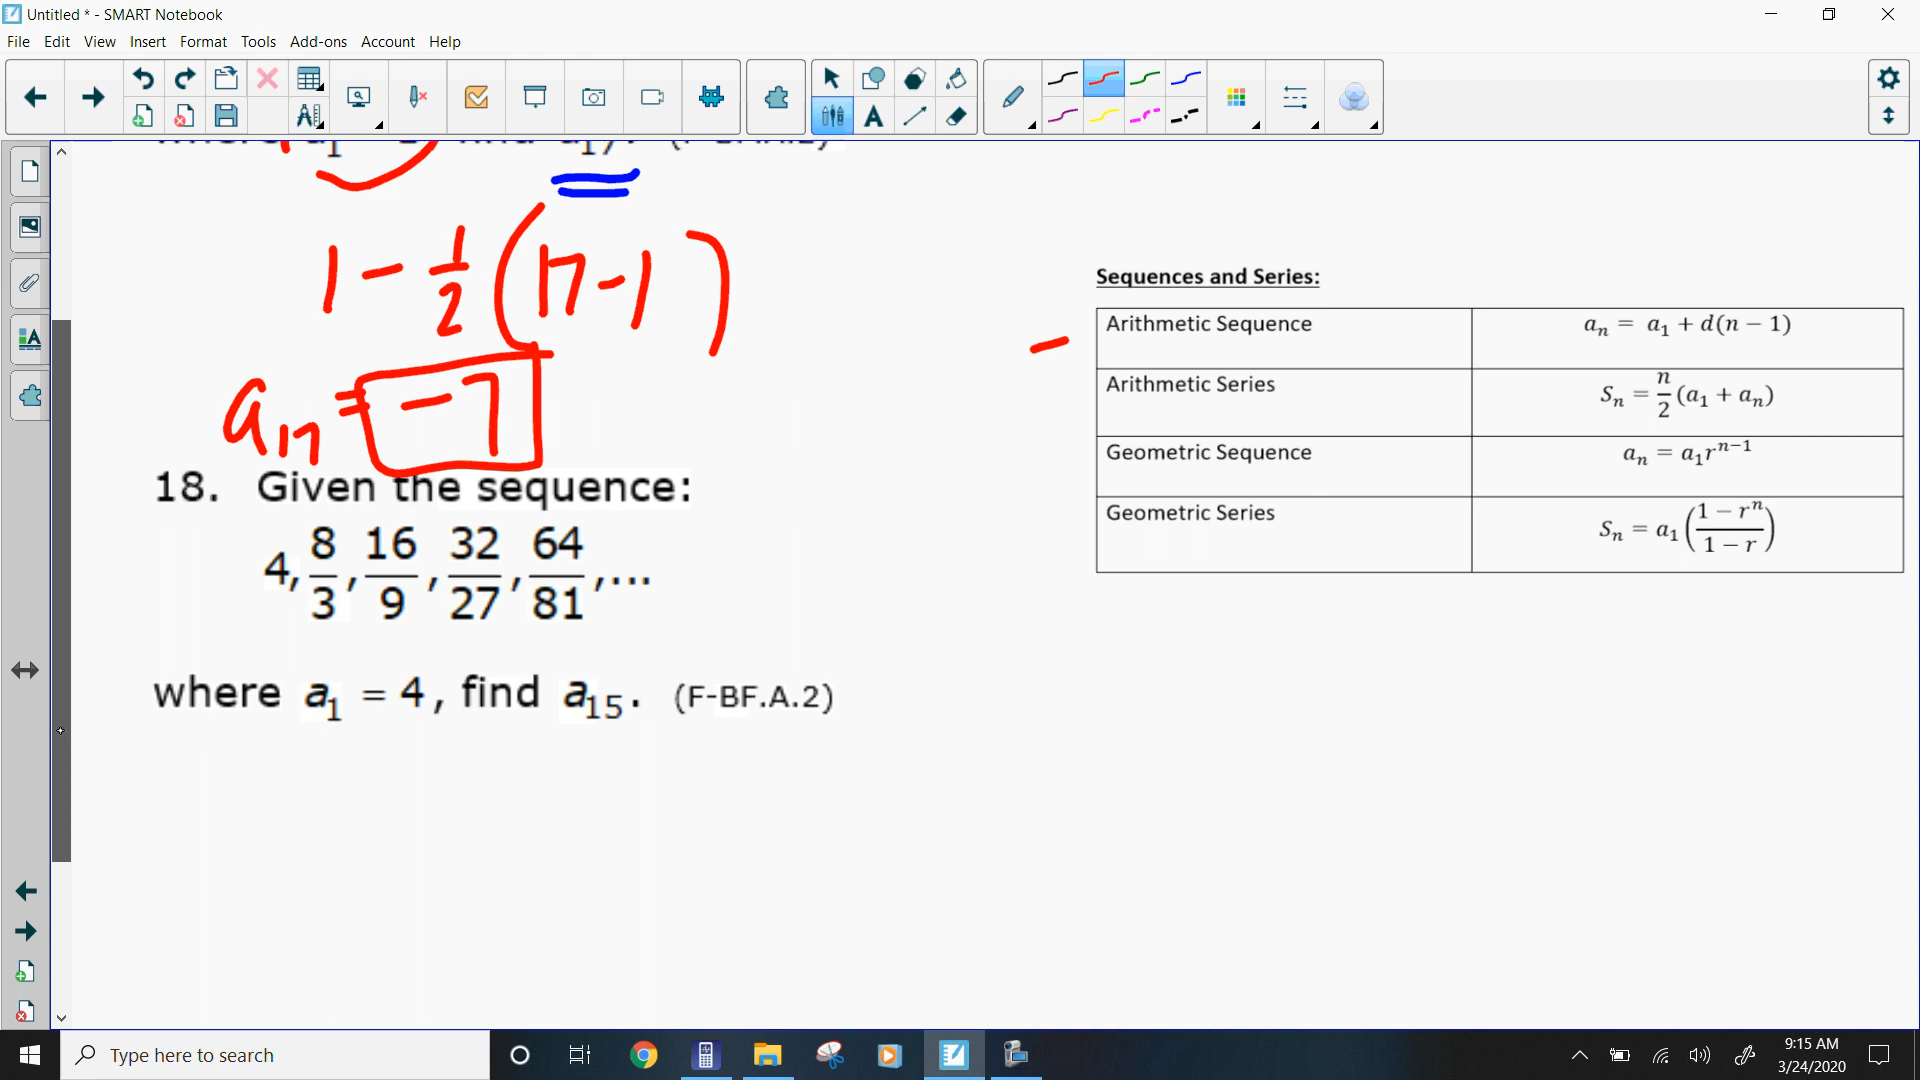 Untitled * - SMART Notebook
File Edit View Insert Format Tools Add-ons Account Help
1 - 1/2 (17-1)
a17 = -7
18. Given the sequence:
4, 8/3, 16/9, 32/27, 64/81, ...
where a1 = 4, find a15. (F-BF.A.2)
Sequences and Series:
Arithmetic Sequence an = a1 + d(n − 1)
Arithmetic Series Sn = n/2 (a1 + an)
Geometric Sequence an = a1r^n−1
Geometric Series Sn = a1 (1 − r^n / 1 − r)
Type here to search
9:15 AM
3/24/2020